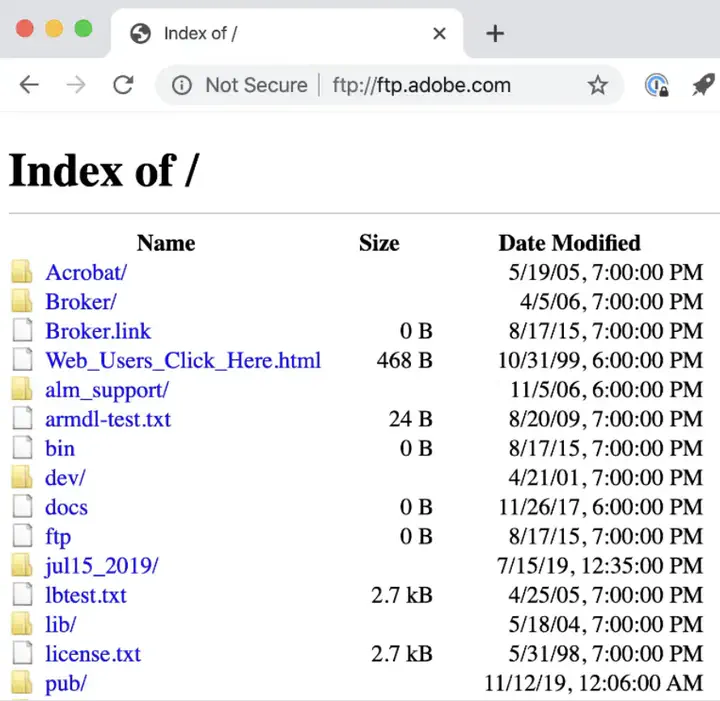 Index of /
Not Secure | ftp://ftp.adobe.com
Index of /
Name Size Date Modified
Acrobat/ 5/19/05, 7:00:00 PM
Broker/ 4/5/06, 7:00:00 PM
Broker.link 0 B 8/17/15, 7:00:00 PM
Web_Users_Click_Here.html 468 B 10/31/99, 6:00:00 PM
alm_support/ 11/5/06, 6:00:00 PM
armdl-test.txt 24 B 8/20/09, 7:00:00 PM
bin 0 B 8/17/15, 7:00:00 PM
dev/ 4/21/01, 7:00:00 PM
docs 0 B 11/26/17, 6:00:00 PM
ftp 0 B 8/17/15, 7:00:00 PM
jul15_2019/ 7/15/19, 12:35:00 PM
lbtest.txt 2.7 kB 4/25/05, 7:00:00 PM
lib/ 5/18/04, 7:00:00 PM
license.txt 2.7 kB 5/31/98, 7:00:00 PM
pub/ 11/12/19, 12:06:00 AM